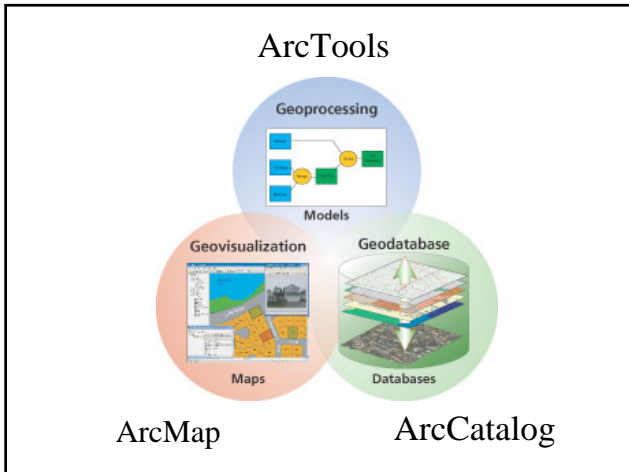 ArcTools
Geoprocessing
Models
Geovisualization
Geodatabase
Maps
Databases
ArcMap
ArcCatalog